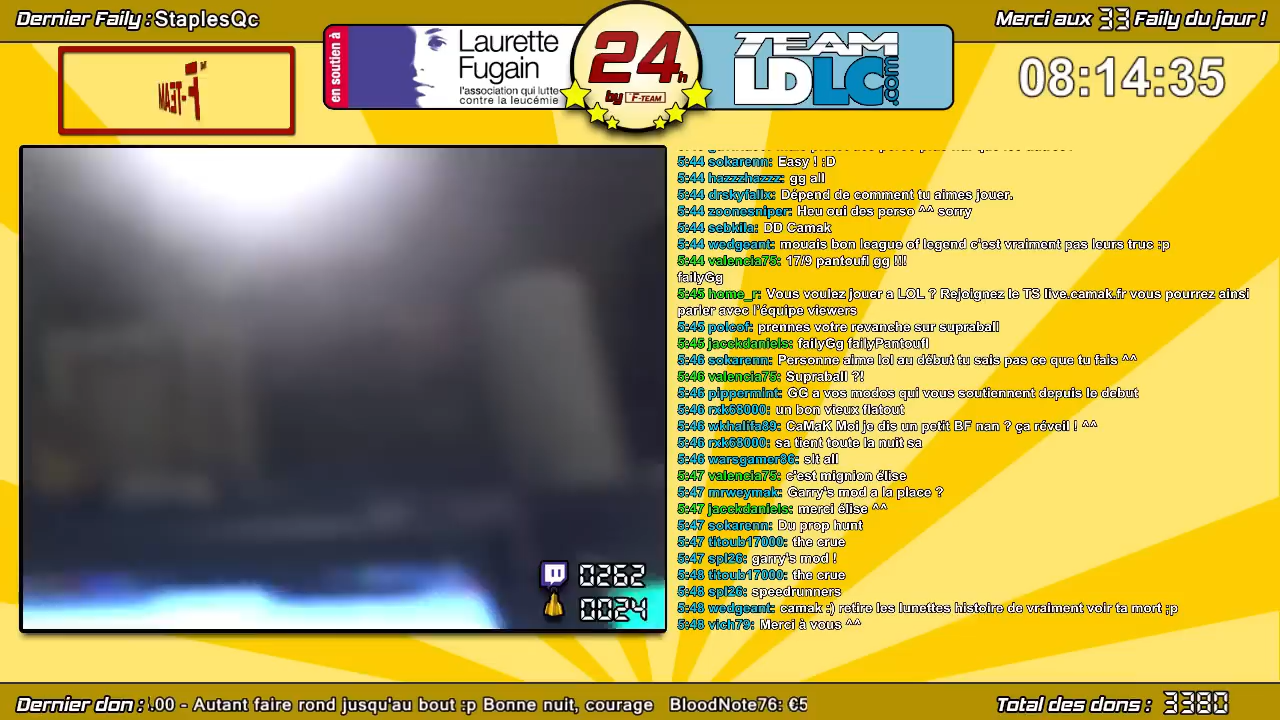 Dernier Faily : StaplesQc
Merci aux 33 Faily du jour !
en soutien à
Laurette
Fugain
l'association qui lutte
contre la leucémie
24h
by F-TEAM
TEAM
LDLC.com
08:14:35
F-TEAM
5:44 sokarenn: Easy ! :D
5:44 hazzzhazzz: gg all
5:44 drskyfallx: Dépend de comment tu aimes jouer.
5:44 zoonesniper: Heu oui des perso ^^ sorry
5:44 sebkila: DD Camak
5:44 wedgeant: mouais bon league of legend c'est vraiment pas leurs truc :p
5:44 valencia75: 17/9 pantoufl gg !!!
failyGg
5:45 home_r: Vous voulez jouer a LOL ? Rejoignez le TS live.camak.fr vous pourrez ainsi
parler avec l'équipe viewers
5:45 polcof: prennes votre revanche sur supraball
5:45 jacckdaniels: failyGg failyPantoufl
5:46 sokarenn: Personne aime lol au début tu sais pas ce que tu fais ^^
5:46 valencia75: Supraball ?!
5:46 pippermint: GG a vos modos qui vous soutiennent depuis le debut
5:46 rxk68000: un bon vieux flatout
5:46 wkhalifa89: CaMaK Moi je dis un petit BF nan ? ça réveil ! ^^
5:46 rxk68000: sa tient toute la nuit sa
5:46 warsgamer86: slt all
5:47 valencia75: c'est mignion élise
5:47 mrweymak: Garry's mod a la place ?
5:47 jacckdaniels: merci élise ^^
5:47 sokarenn: Du prop hunt
5:47 titoub17000: the crue
5:47 spl26: garry's mod !
5:48 titoub17000: the crue
5:48 spl26: speedrunners
5:48 wedgeant: camak :) retire les lunettes histoire de vraiment voir ta mort ;p
5:48 vich79: Merci à vous ^^
0262
0024
Dernier don : .00 - Autant faire rond jusqu'au bout :p Bonne nuit, courage BloodNote76: €5
Total des dons : 3380